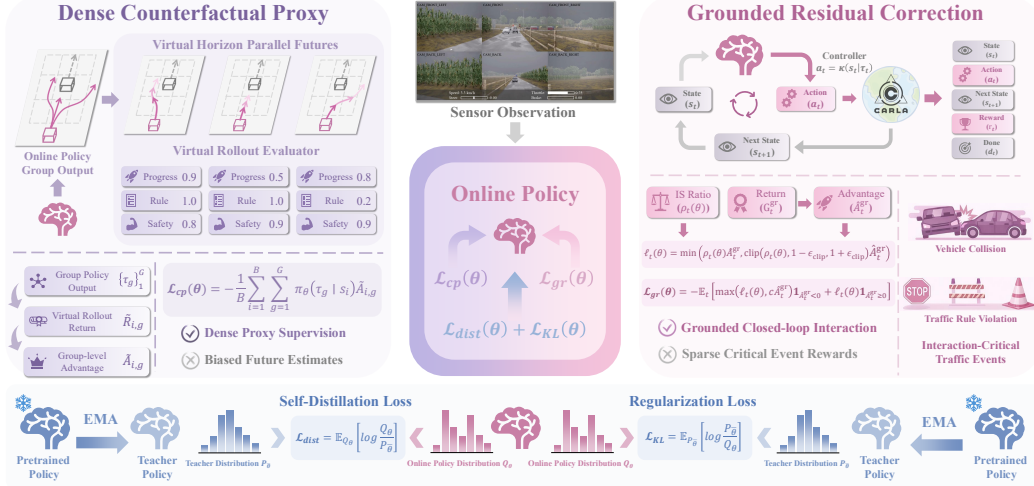 Dense Counterfactual Proxy
Virtual Horizon Parallel Futures
Online Policy
Group Output
Virtual Rollout Evaluator
Progress 0.9
Progress 0.5
Progress 0.8
Rule 1.0
Rule 1.0
Rule 0.2
Safety 0.8
Safety 0.9
Safety 0.9
Group Policy
Output
{τ_g}_1^G
Virtual Rollout
Return
R̃_{i,g}
Group-level
Advantage
Ã_{i,g}
𝓛_cp(θ) = −1/B ∑_{i=1}^{B} ∑_{g=1}^{G} π_θ(τ_g | s_i)Ã_{i,g}
Dense Proxy Supervision
Biased Future Estimates
CAM_FRONT_LEFT
CAM_FRONT
CAM_BACK_LEFT
CAM_BACK
Sensor Observation
Online Policy
𝓛_cp(θ)
𝓛_gr(θ)
𝓛_dist(θ) + 𝓛_KL(θ)
Grounded Residual Correction
Controller
a_t = κ(s_t|τ_t)
State
(s_t)
Action
(a_t)
CARLA
Next State
(s_{t+1})
State
(s_t)
Action
(a_t)
Next State
(s_{t+1})
Reward
(r_t)
Done
(d_t)
IS Ratio
(ρ_t(θ))
Return
(G_t^gr)
Advantage
(Â_t^gr)
ℓ_t(θ) = min(ρ_t(θ)Â_t^gr, clip(ρ_t(θ), 1 − ϵ_clip, 1 + ϵ_clip)Â_t^gr)
𝓛_gr(θ) = −𝔼_t[max(ℓ_t(θ), cÂ_t^gr)1_{Â_t^gr<0} + ℓ_t(θ)1_{Â_t^gr≥0}]
Grounded Closed-loop Interaction
Sparse Critical Event Rewards
Vehicle Collision
STOP
Traffic Rule Violation
Interaction-Critical
Traffic Events
Pretrained
Policy
EMA
Teacher
Policy
Teacher Distribution P_θ̄
Self-Distillation Loss
𝓛_dist = 𝔼_{Q_θ}[log Q_θ/P_θ̄]
Online Policy Distribution Q_θ
Online Policy Distribution Q_θ
Regularization Loss
𝓛_KL = 𝔼_{P_θ̄}[log P_θ̄/Q_θ]
Teacher Distribution P_θ̄
Teacher
Policy
EMA
Pretrained
Policy